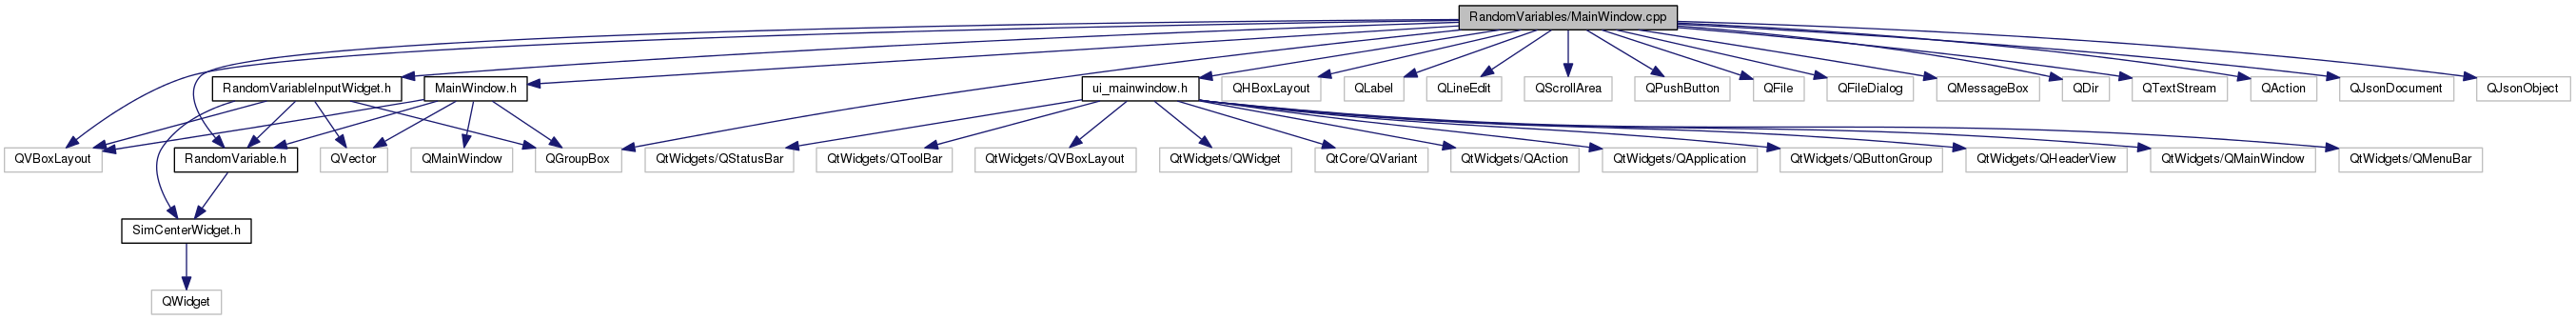 RandomVariables/MainWindow.cpp
RandomVariableInputWidget.h
MainWindow.h
ui_mainwindow.h
QHBoxLayout
QLabel
QLineEdit
QScrollArea
QPushButton
QFile
QFileDialog
QMessageBox
QDir
QTextStream
QAction
QJsonDocument
QJsonObject
QVBoxLayout
RandomVariable.h
QVector
QMainWindow
QGroupBox
QtWidgets/QStatusBar
QtWidgets/QToolBar
QtWidgets/QVBoxLayout
QtWidgets/QWidget
QtCore/QVariant
QtWidgets/QAction
QtWidgets/QApplication
QtWidgets/QButtonGroup
QtWidgets/QHeaderView
QtWidgets/QMainWindow
QtWidgets/QMenuBar
SimCenterWidget.h
QWidget